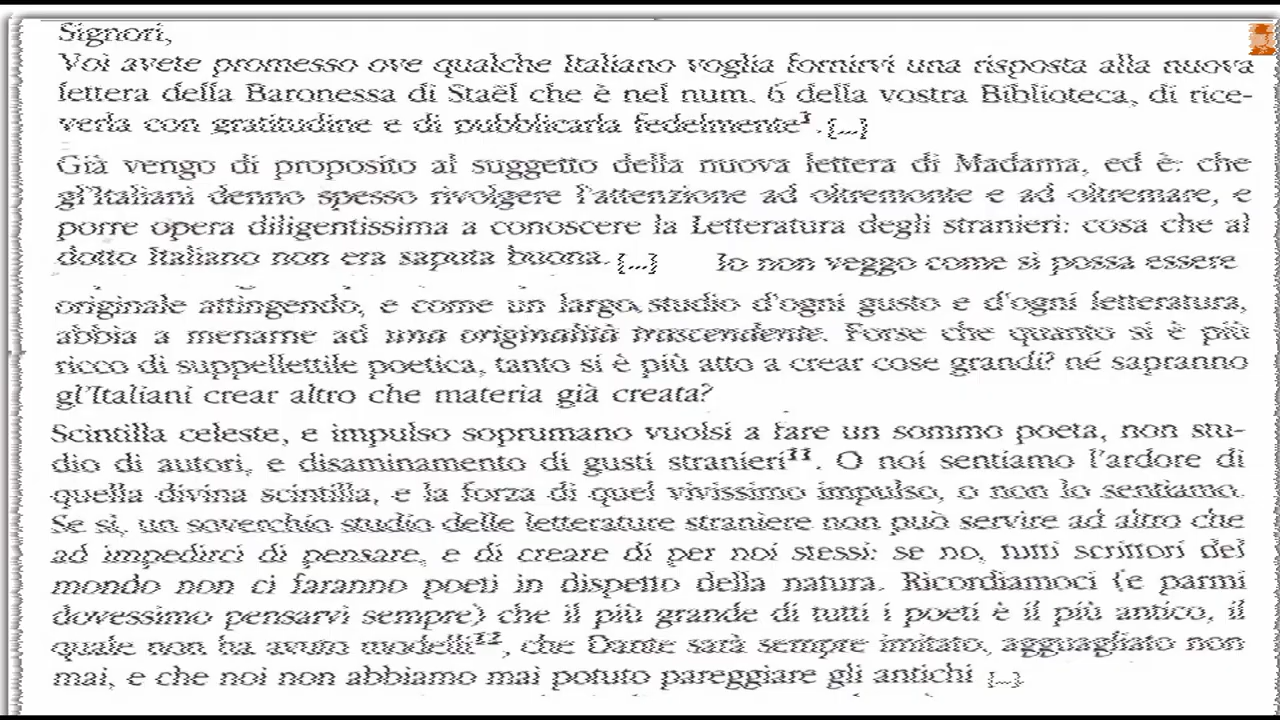 Signori,
Voi avete promesso ove qualche Italiano voglia fornirvi una risposta alla nuova
lettera della Baronessa di Staël che è nel num. 6 della vostra Biblioteca, di rice-
verla con gratitudine e di pubblicarla fedelmente¹. [...]
Già vengo di proposito al suggetto della nuova lettera di Madama, ed è: che
gl'Italiani denno spesso rivolgere l'attenzione ad oltremonte e ad oltremare, e
porre opera diligentissima a conoscere la Letteratura degli stranieri: cosa che al
dotto Italiano non era saputa buona. [...] Io non veggo come si possa essere
originale attingendo, e come un largo studio d'ogni gusto e d'ogni letteratura,
abbia a menarne ad una originalità trascendente. Forse che quanto si è più
ricco di suppellettile poetica, tanto si è più atto a crear cose grandi? né sapranno
gl'Italiani crear altro che materia già creata?
Scintilla celeste, e impulso soprumano vuolsi a fare un sommo poeta, non stu-
dio di autori, e disaminamento di gusti stranieri¹¹. O noi sentiamo l'ardore di
quella divina scintilla, e la forza di quel vivissimo impulso, o non lo sentiamo.
Se sì, un soverchio studio delle letterature straniere non può servire ad altro che
ad impedirci di pensare, e di creare di per noi stessi: se no, tutti scrittori del
mondo non ci faranno poeti in dispetto della natura. Ricordiamoci (e parmi
dovessimo pensarvi sempre) che il più grande di tutti i poeti è il più antico, il
quale non ha avuto modelli¹², che Dante sarà sempre imitato, agguagliato non
mai, e che noi non abbiamo mai potuto pareggiare gli antichi [...]